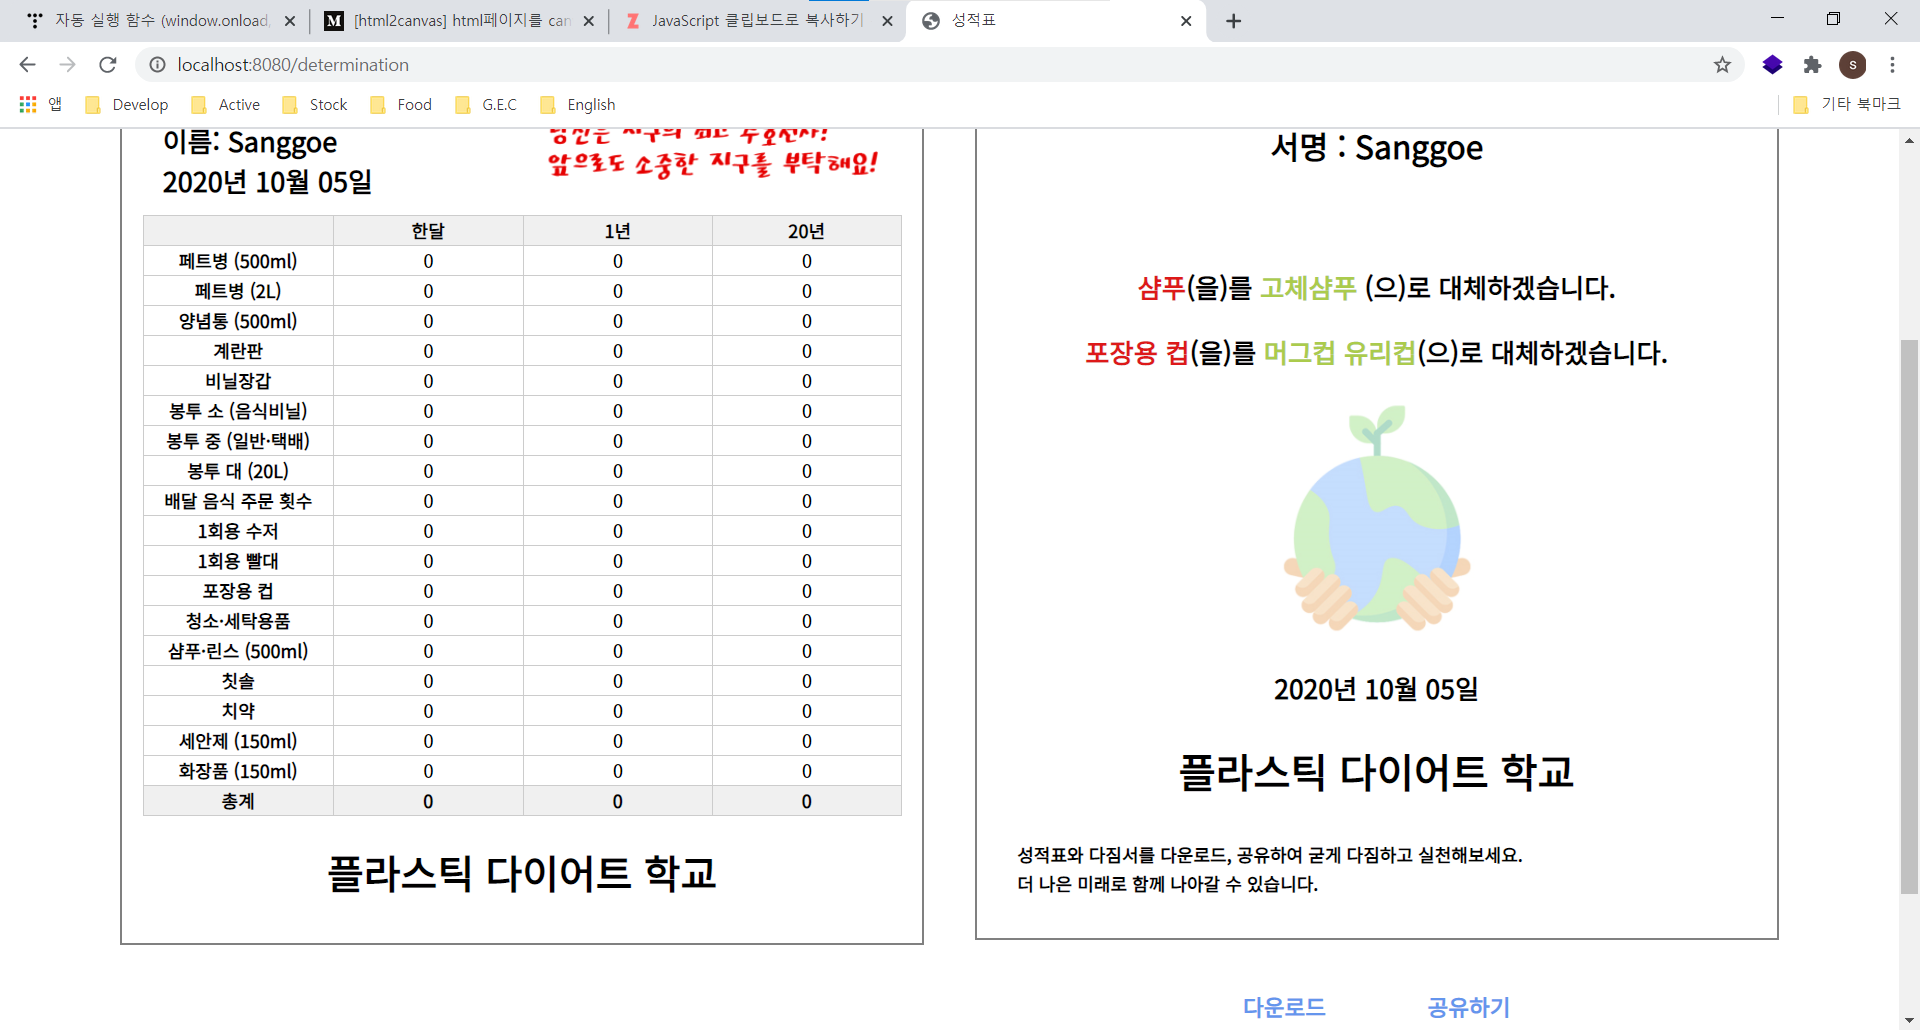 자동 실행 함수 (window.onload,
[html2canvas] html페이지를 can
JavaScript 클립보드로 복사하기
성적표
localhost:8080/determination
S
앱
Develop
Active
Stock
Food
G.E.C
English
기타 북마크
이름: Sanggoe
2020년 10월 05일
앞으로도 소중한 지구를 부탁해요!
한달 1년 20년
페트병 (500ml) 0 0 0
페트병 (2L) 0 0 0
양념통 (500ml) 0 0 0
계란판 0 0 0
비닐장갑 0 0 0
봉투 소 (음식비닐) 0 0 0
봉투 중 (일반·택배) 0 0 0
봉투 대 (20L) 0 0 0
배달 음식 주문 횟수 0 0 0
1회용 수저 0 0 0
1회용 빨대 0 0 0
포장용 컵 0 0 0
청소·세탁용품 0 0 0
샴푸·린스 (500ml) 0 0 0
칫솔 0 0 0
치약 0 0 0
세안제 (150ml) 0 0 0
화장품 (150ml) 0 0 0
총계 0 0 0
플라스틱 다이어트 학교
서명 : Sanggoe
샴푸(을)를 고체샴푸 (으)로 대체하겠습니다.
포장용 컵(을)를 머그컵 유리컵(으)로 대체하겠습니다.
2020년 10월 05일
플라스틱 다이어트 학교
성적표와 다짐서를 다운로드, 공유하여 굳게 다짐하고 실천해보세요.
더 나은 미래로 함께 나아갈 수 있습니다.
다운로드
공유하기